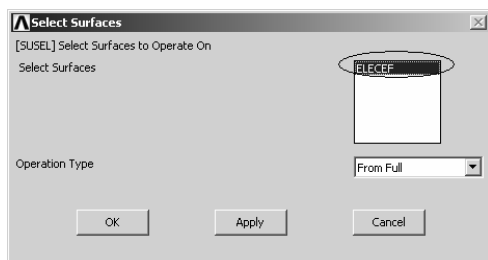 Select Surfaces
[SUSEL] Select Surfaces to Operate On
Select Surfaces
ELECEF
Operation Type
From Full
OK Apply Cancel